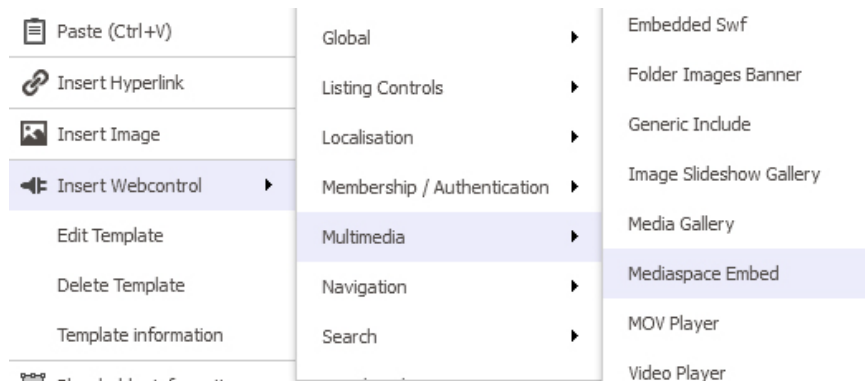 Paste (Ctrl+V)
Insert Hyperlink
Insert Image
Insert Webcontrol
Edit Template
Delete Template
Template information
Global
Listing Controls
Localisation
Membership / Authentication
Multimedia
Navigation
Search
Embedded Swf
Folder Images Banner
Generic Include
Image Slideshow Gallery
Media Gallery
Mediaspace Embed
MOV Player
Video Player